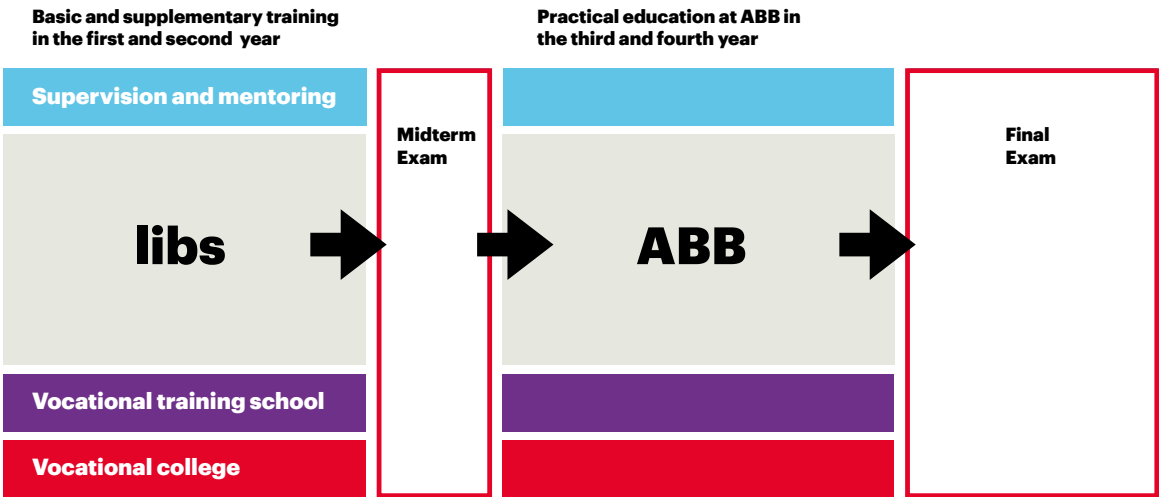 Basic and supplementary training
in the first and second year
Practical education at ABB in
the third and fourth year
Supervision and mentoring
Midterm
Exam
Final
Exam
libs
ABB
Vocational training school
Vocational college